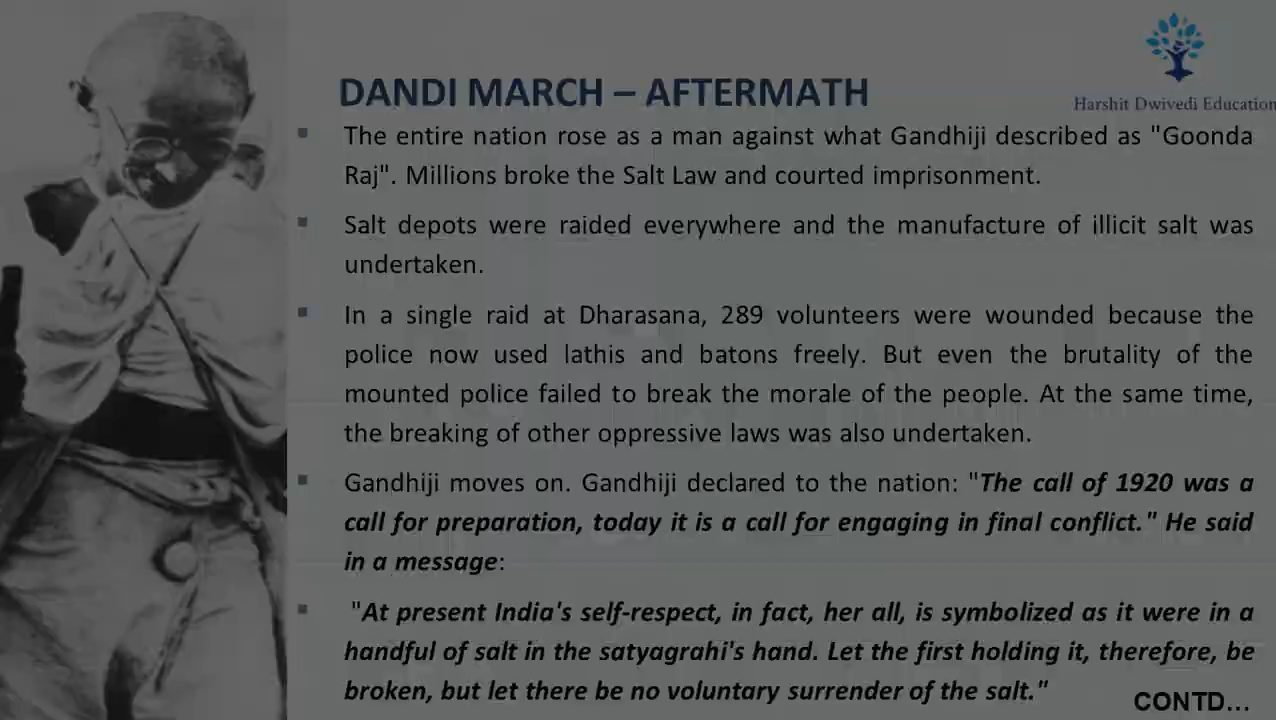 Harshit Dwivedi Education
DANDI MARCH – AFTERMATH
The entire nation rose as a man against what Gandhiji described as "Goonda
Raj". Millions broke the Salt Law and courted imprisonment.
Salt depots were raided everywhere and the manufacture of illicit salt was
undertaken.
In a single raid at Dharasana, 289 volunteers were wounded because the
police now used lathis and batons freely. But even the brutality of the
mounted police failed to break the morale of the people. At the same time,
the breaking of other oppressive laws was also undertaken.
Gandhiji moves on. Gandhiji declared to the nation: "The call of 1920 was a
call for preparation, today it is a call for engaging in final conflict." He said
in a message:
"At present India's self-respect, in fact, her all, is symbolized as it were in a
handful of salt in the satyagrahi's hand. Let the first holding it, therefore, be
broken, but let there be no voluntary surrender of the salt."
CONTD...